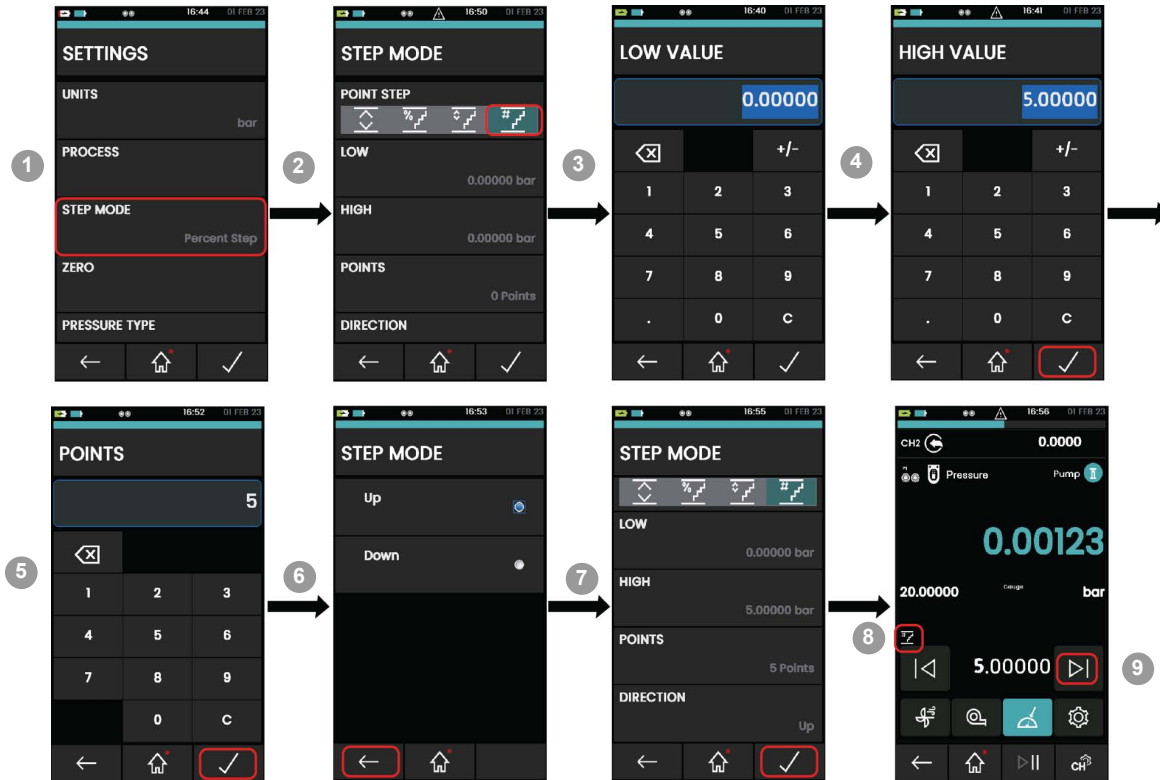 16:44 01 FEB 23
SETTINGS
UNITS
bar
PROCESS
STEP MODE
Percent Step
ZERO
PRESSURE TYPE
1
2
16:50 01 FEB 23
STEP MODE
POINT STEP
% #
LOW
0.00000 bar
HIGH
0.00000 bar
POINTS
0 Points
DIRECTION
3
16:40 01 FEB 23
LOW VALUE
0.00000
+/-
1 2 3
4 5 6
7 8 9
. 0 C
4
16:41 01 FEB 23
HIGH VALUE
5.00000
+/-
1 2 3
4 5 6
7 8 9
. 0 C
5
16:52 01 FEB 23
POINTS
5
1 2 3
4 5 6
7 8 9
0 C
6
16:53 01 FEB 23
STEP MODE
Up
Down
7
16:55 01 FEB 23
STEP MODE
% #
LOW
0.00000 bar
HIGH
5.00000 bar
POINTS
5 Points
DIRECTION
Up
8
16:56 01 FEB 23
CH2 0.0000
P1 Pressure Pump
0.00123
20.00000 Gauge bar
#
5.00000
9
CH